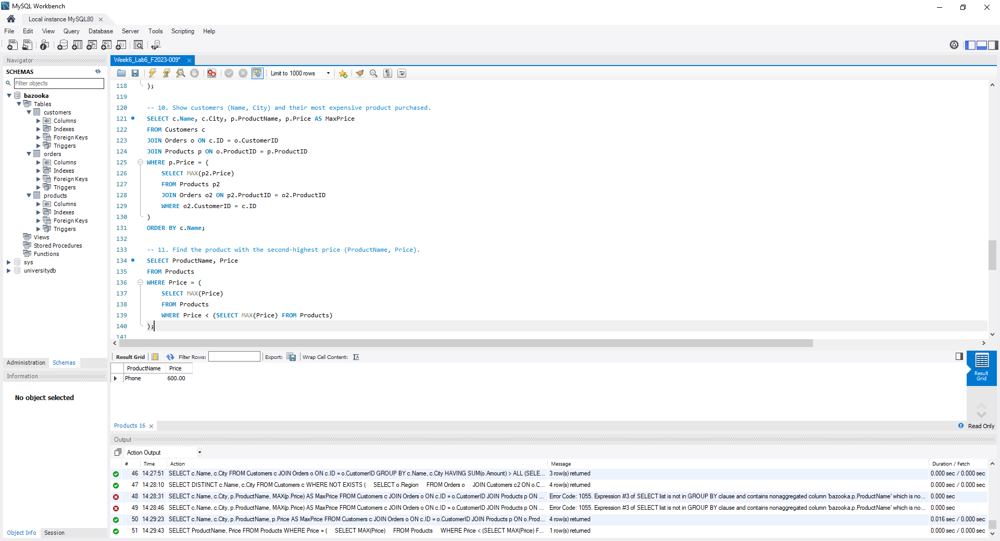 MySQL Workbench
Local instance MySQL80
File Edit View Query Database Server Tools Scripting Help
Navigator
SCHEMAS
Filter objects
bazooka
Tables
customers
Columns
Indexes
Foreign Keys
Triggers
orders
Columns
Indexes
Foreign Keys
Triggers
products
Columns
Indexes
Foreign Keys
Triggers
Views
Stored Procedures
Functions
sys
universitydb
Administration Schemas
Information
No object selected
Object Info Session
Week6_Lab6_F2023-009*
Limit to 1000 rows
118 );
119
120 -- 10. Show customers (Name, City) and their most expensive product purchased.
121 SELECT c.Name, c.City, p.ProductName, p.Price AS MaxPrice
122 FROM Customers c
123 JOIN Orders o ON c.ID = o.CustomerID
124 JOIN Products p ON o.ProductID = p.ProductID
125 WHERE p.Price = (
126 SELECT MAX(p2.Price)
127 FROM Products p2
128 JOIN Orders o2 ON p2.ProductID = o2.ProductID
129 WHERE o2.CustomerID = c.ID
130 )
131 ORDER BY c.Name;
132
133 -- 11. Find the product with the second-highest price (ProductName, Price).
134 SELECT ProductName, Price
135 FROM Products
136 WHERE Price = (
137 SELECT MAX(Price)
138 FROM Products
139 WHERE Price < (SELECT MAX(Price) FROM Products)
140 );
141
Result Grid Filter Rows: Export: Wrap Cell Content:
ProductName Price
Phone 600.00
Result
Grid
Products 16
Read Only
Output
Action Output
# Time Action Message Duration / Fetch
46 14:27:51 SELECT c.Name, c.City FROM Customers c JOIN Orders o ON c.ID = o.CustomerID GROUP BY c.Name, c.City HAVING SUM(o.Amount) > ALL (SELE... 3 row(s) returned 0.000 sec / 0.000 sec
47 14:28:10 SELECT DISTINCT c.Name, c.City FROM Customers c WHERE NOT EXISTS ( SELECT o.Region FROM Orders o JOIN Customers c2 ON o.C... 4 row(s) returned 0.000 sec / 0.000 sec
48 14:28:31 SELECT c.Name, c.City, p.ProductName, MAX(p.Price) AS MaxPrice FROM Customers c JOIN Orders o ON c.ID = o.CustomerID JOIN Products p ON ... Error Code: 1055. Expression #3 of SELECT list is not in GROUP BY clause and contains nonaggregated column 'bazooka.p.ProductName' which is no... 0.000 sec
49 14:28:46 SELECT c.Name, c.City, p.ProductName, MAX(p.Price) AS MaxPrice FROM Customers c JOIN Orders o ON c.ID = o.CustomerID JOIN Products p ON ... Error Code: 1055. Expression #3 of SELECT list is not in GROUP BY clause and contains nonaggregated column 'bazooka.p.ProductName' which is no... 0.000 sec
50 14:29:23 SELECT c.Name, c.City, p.ProductName, p.Price AS MaxPrice FROM Customers c JOIN Orders o ON c.ID = o.CustomerID JOIN Products p ON o.Prod... 4 row(s) returned 0.016 sec / 0.000 sec
51 14:29:43 SELECT ProductName, Price FROM Products WHERE Price = ( SELECT MAX(Price) FROM Products WHERE Price < (SELECT MAX(Price) F... 1 row(s) returned 0.000 sec / 0.000 sec